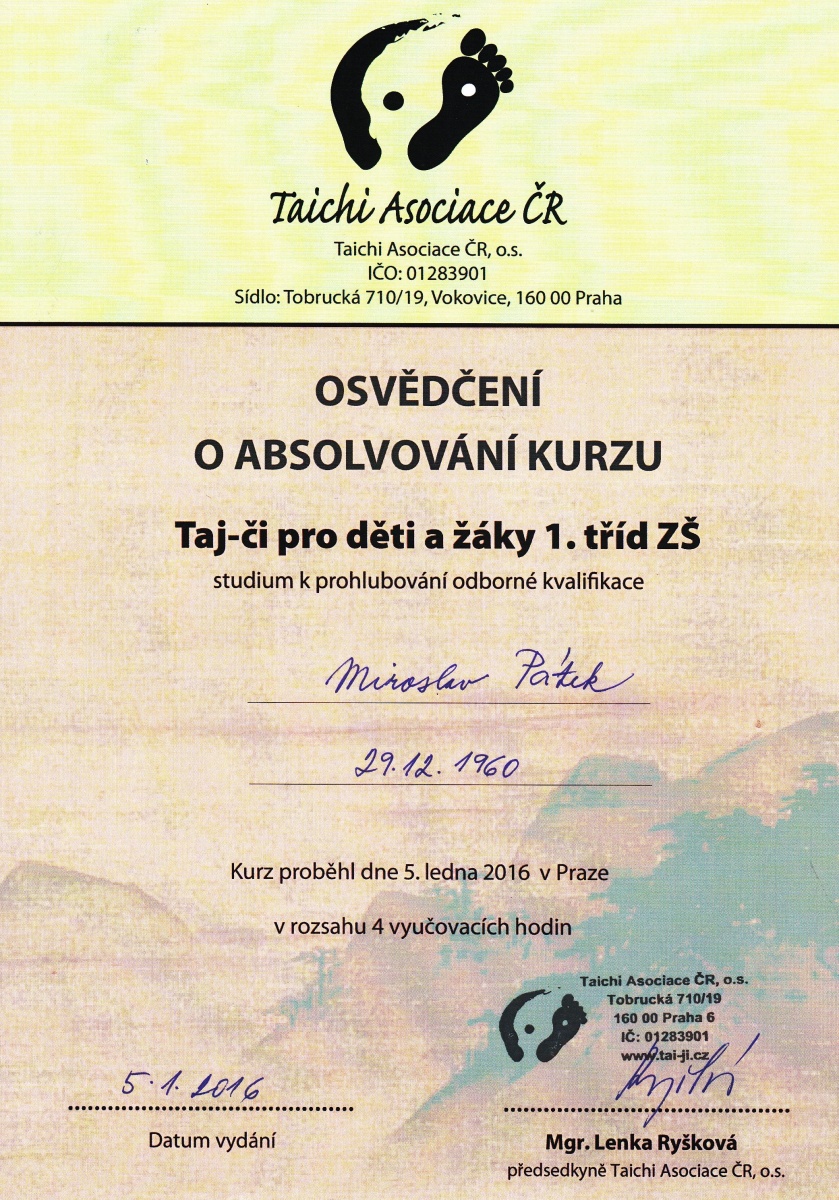 Taichi Asociace ČR
Taichi Asociace ČR, o.s.
IČO: 01283901
Sídlo: Tobrucká 710/19, Vokovice, 160 00 Praha
OSVĚDČENÍ
O ABSOLVOVÁNÍ KURZU
Taj-či pro děti a žáky 1. tříd ZŠ
studium k prohlubování odborné kvalifikace
Miroslav Pátek
29.12.1960
Kurz proběhl dne 5. ledna 2016 v Praze
v rozsahu 4 vyučovacích hodin
Taichi Asociace ČR, o.s.
Tobrucká 710/19
160 00 Praha 6
IČ: 01283901
www.tai-ji.cz
5.1.2016
Datum vydání
Mgr. Lenka Ryšková
předsedkyně Taichi Asociace ČR, o.s.